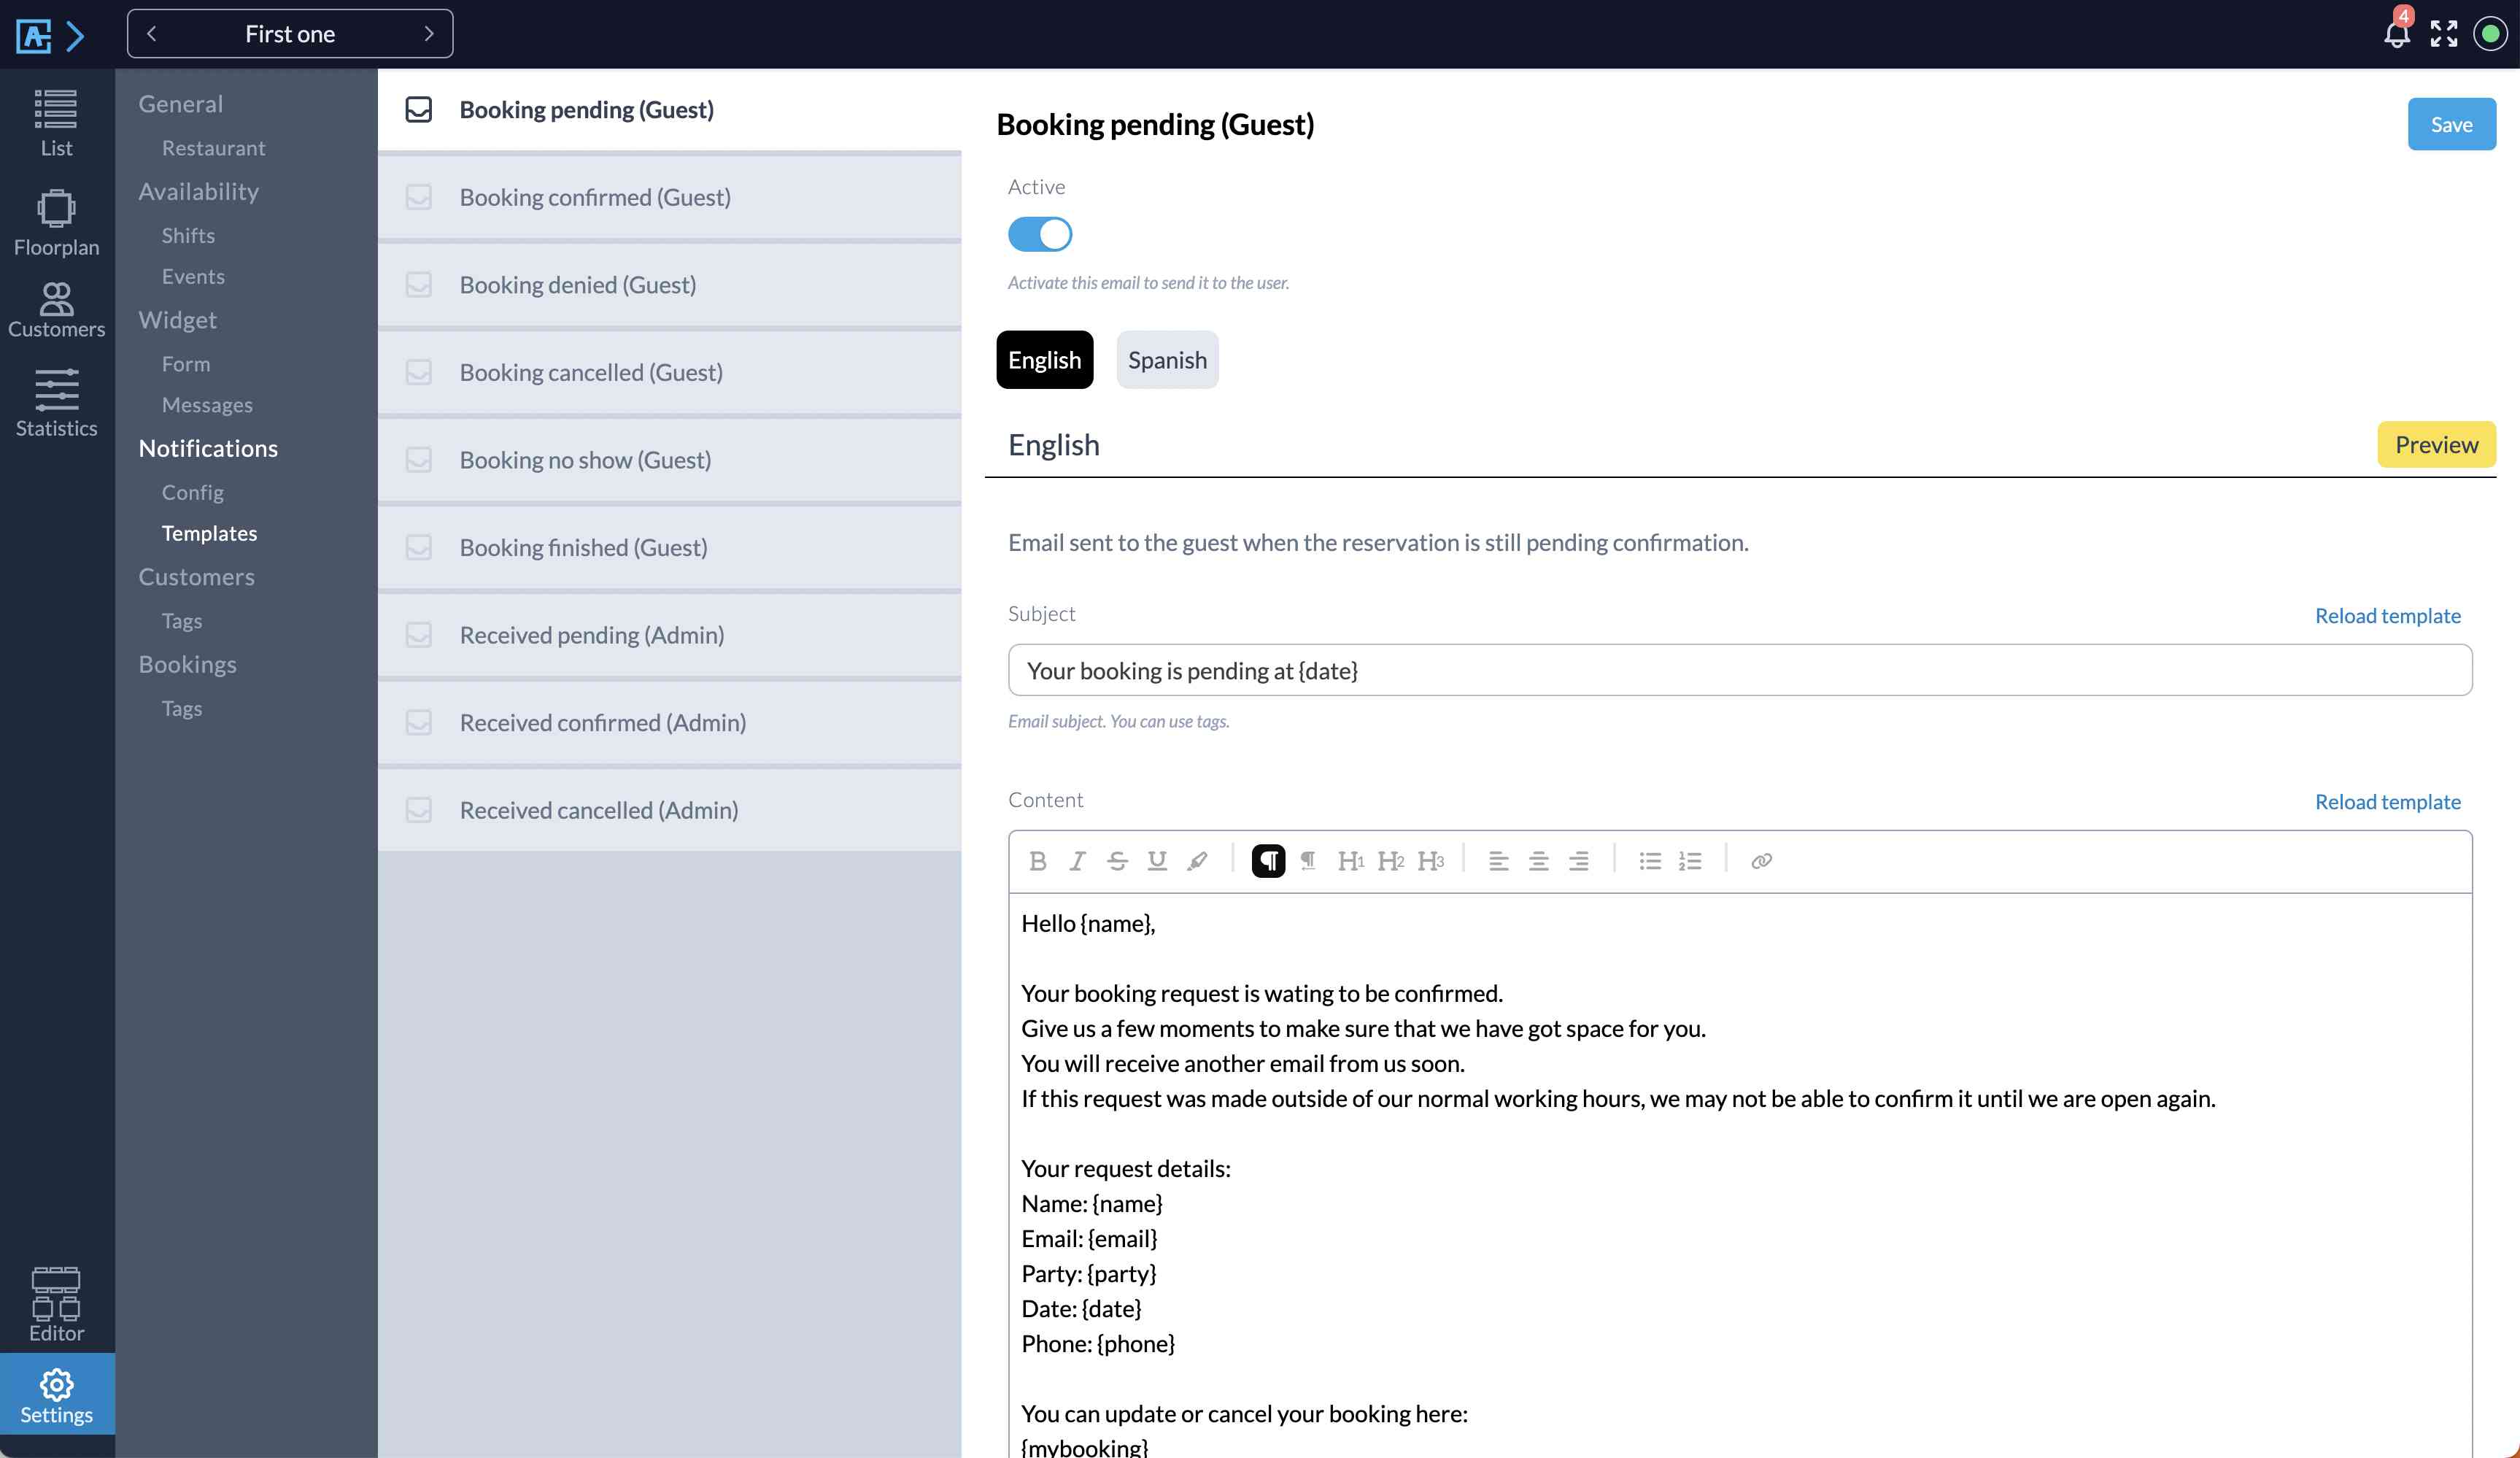 First one
4
List
Floorplan
Customers
Statistics
Editor
Settings
General
Restaurant
Availability
Shifts
Events
Widget
Form
Messages
Notifications
Config
Templates
Customers
Tags
Bookings
Tags
Booking pending (Guest)
Booking confirmed (Guest)
Booking denied (Guest)
Booking cancelled (Guest)
Booking no show (Guest)
Booking finished (Guest)
Received pending (Admin)
Received confirmed (Admin)
Received cancelled (Admin)
Booking pending (Guest)
Save
Active
Activate this email to send it to the user.
English
Spanish
English
Preview
Email sent to the guest when the reservation is still pending confirmation.
Subject
Reload template
Your booking is pending at {date}
Email subject. You can use tags.
Content
Reload template
B I S U H1 H2 H3
Hello {name},
Your booking request is wating to be confirmed.
Give us a few moments to make sure that we have got space for you.
You will receive another email from us soon.
If this request was made outside of our normal working hours, we may not be able to confirm it until we are open again.
Your request details:
Name: {name}
Email: {email}
Party: {party}
Date: {date}
Phone: {phone}
You can update or cancel your booking here:
{mybooking}